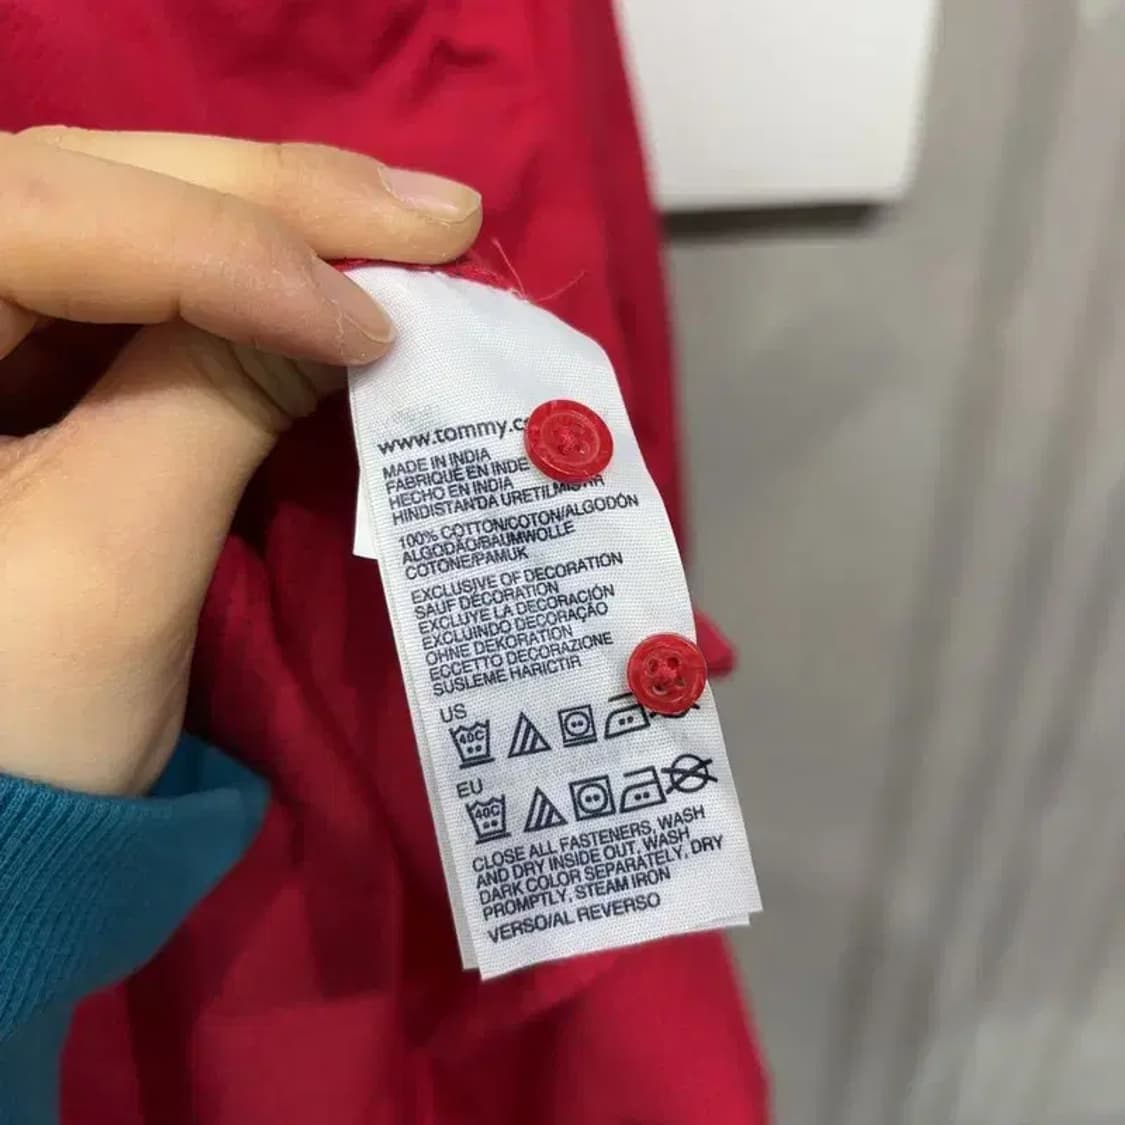 www.tommy.c
MADE IN INDIA
FABRIQUÉ EN INDE
HECHO EN INDIA
HINDISTAN'DA URETILMISTIR
100% COTTON/COTON/ALGODÓN
ALGODÃO/BAUMWOLLE
COTONE/PAMUK
EXCLUSIVE OF DECORATION
SAUF DÉCORATION
EXCLUYE LA DECORACIÓN
EXCLUINDO DECORAÇÃO
OHNE DEKORATION
ECCETTO DECORAZIONE
SUSLEME HARICTIR
US
40C
EU
40C
CLOSE ALL FASTENERS, WASH
AND DRY INSIDE OUT, WASH
DARK COLOR SEPARATELY, DRY
PROMPTLY, STEAM IRON
VERSO/AL REVERSO